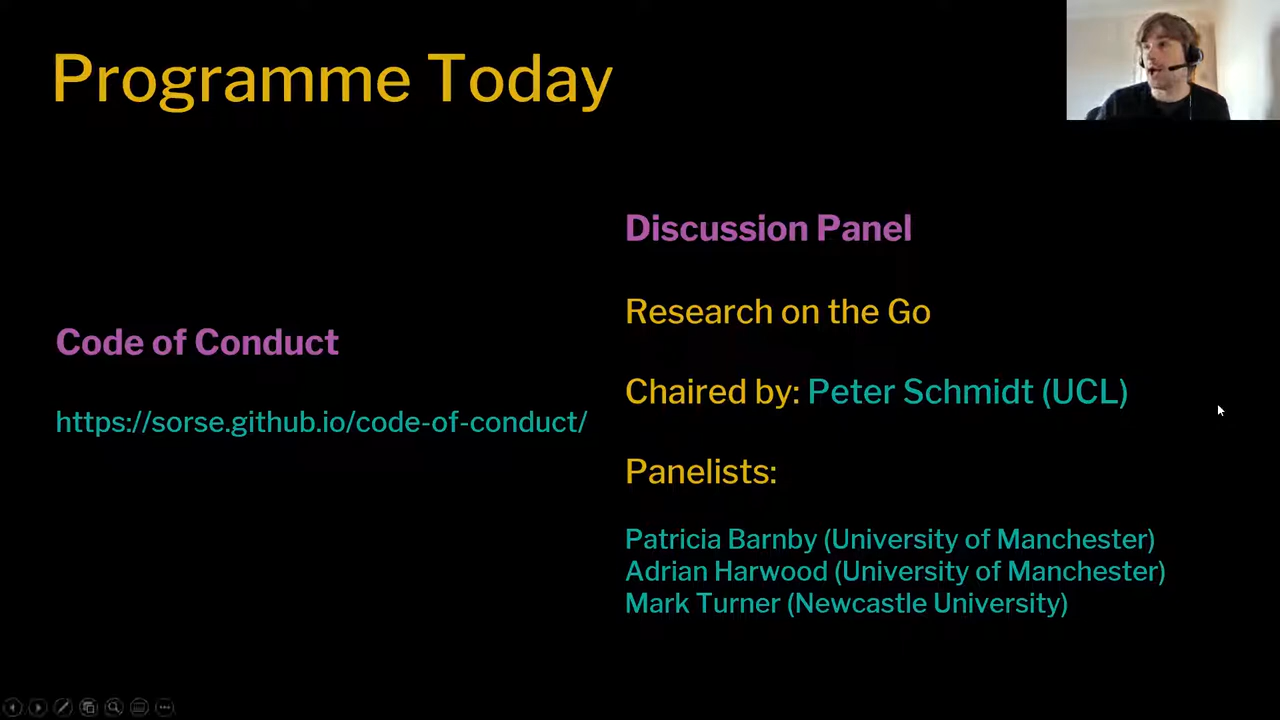 Programme Today
Code of Conduct
https://sorse.github.io/code-of-conduct/
Discussion Panel
Research on the Go
Chaired by: Peter Schmidt (UCL)
Panelists:
Patricia Barnby (University of Manchester)
Adrian Harwood (University of Manchester)
Mark Turner (Newcastle University)